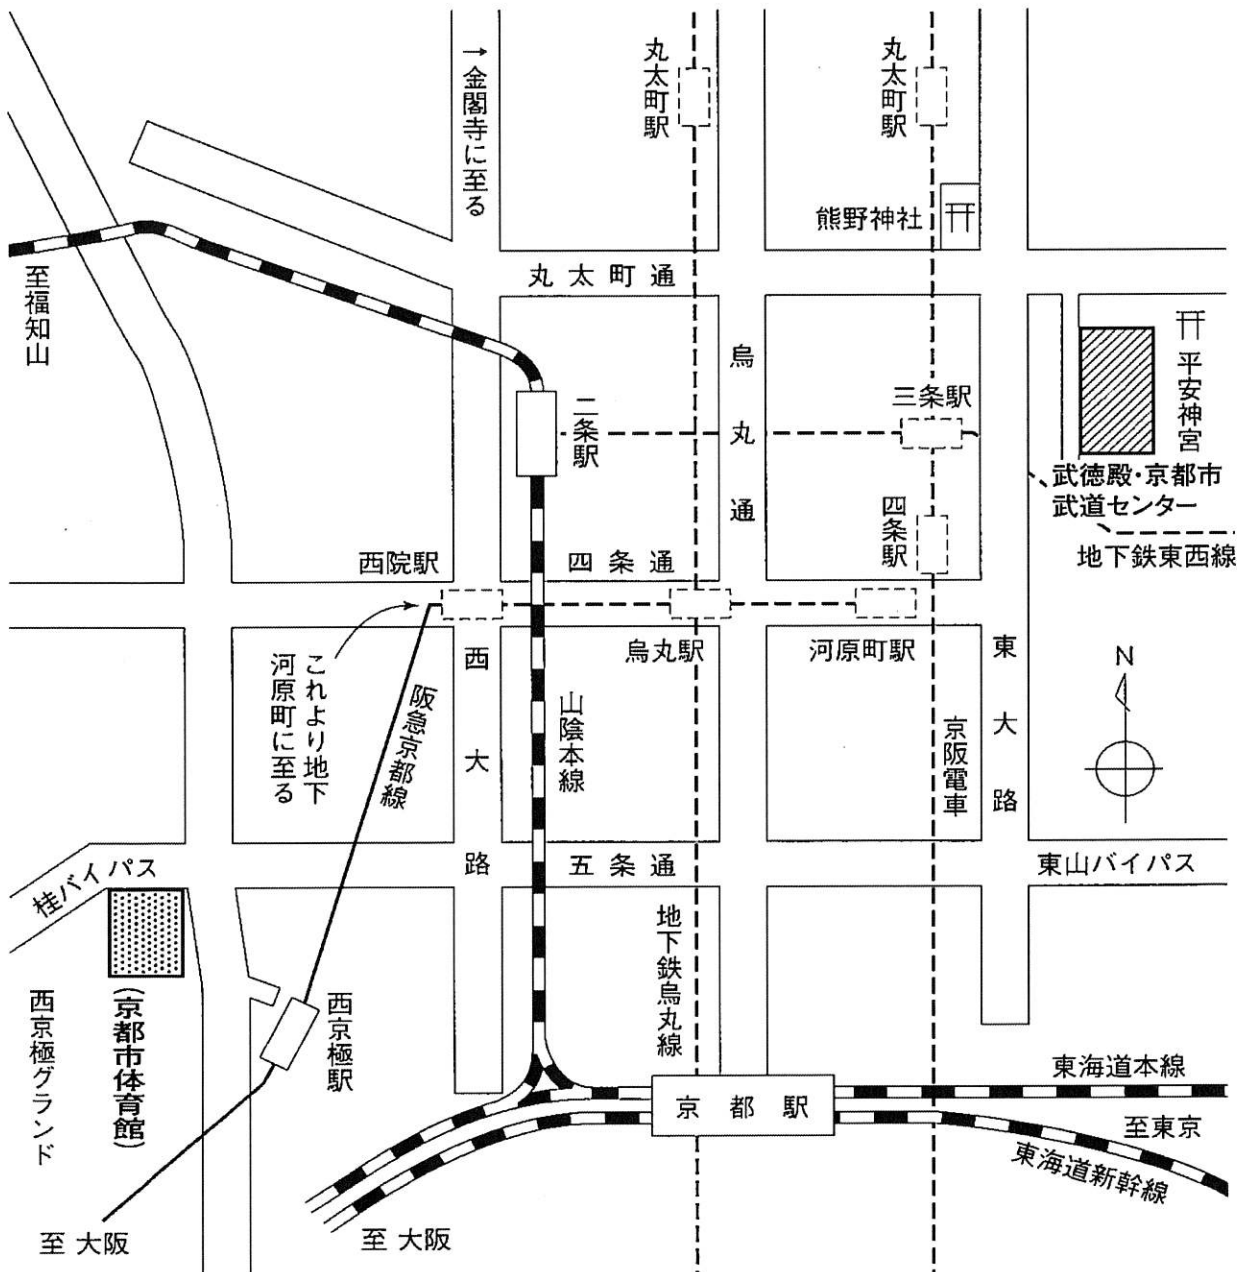 →金閣寺に至る
丸太町駅
丸太町駅
熊野神社
丸太町通
至福知山
烏丸通
三条駅
平安神宮
二条駅
武徳殿・京都市
武道センター
四条駅
地下鉄東西線
西院駅
四条通
烏丸駅
河原町駅
これより地下
河原町に至る
阪急京都線
西大路
山陰本線
京阪電車
東大路
N
桂バイパス
五条通
東山バイパス
西京極グランド
(京都市体育館)
西京極駅
地下鉄烏丸線
京都駅
東海道本線
至東京
東海道新幹線
至 大阪
至 大阪